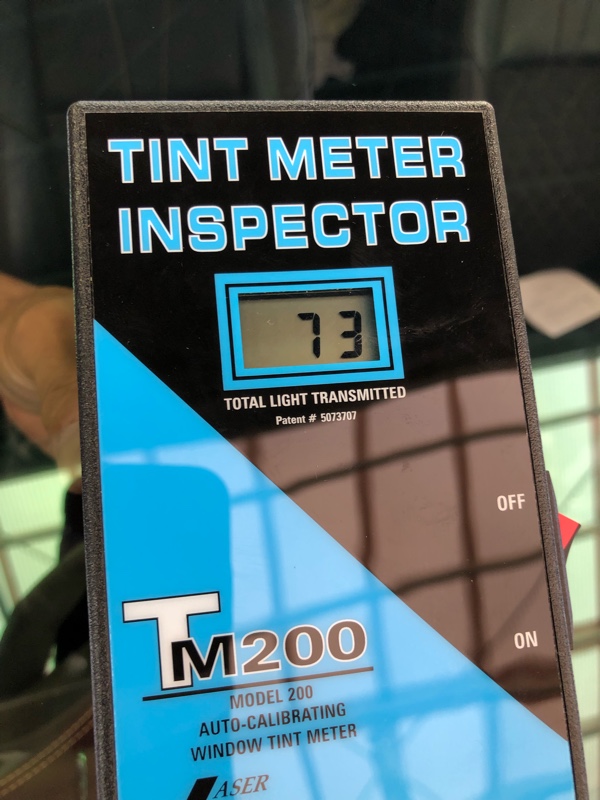 TINT METER
INSPECTOR
73
TOTAL LIGHT TRANSMITTED
Patent # 5073707
OFF
ON
TM200
MODEL 200
AUTO-CALIBRATING
WINDOW TINT METER
LASER